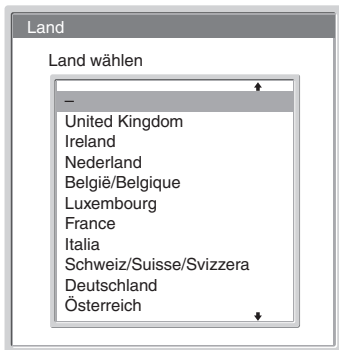 Land
Land wählen
–
United Kingdom
Ireland
Nederland
België/Belgique
Luxembourg
France
Italia
Schweiz/Suisse/Svizzera
Deutschland
Österreich